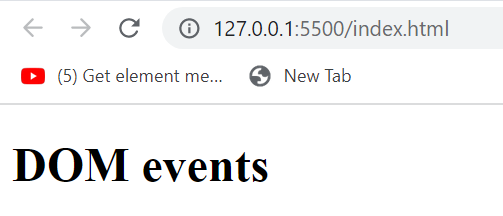 127.0.0.1:5500/index.html
(5) Get element me... New Tab
DOM events